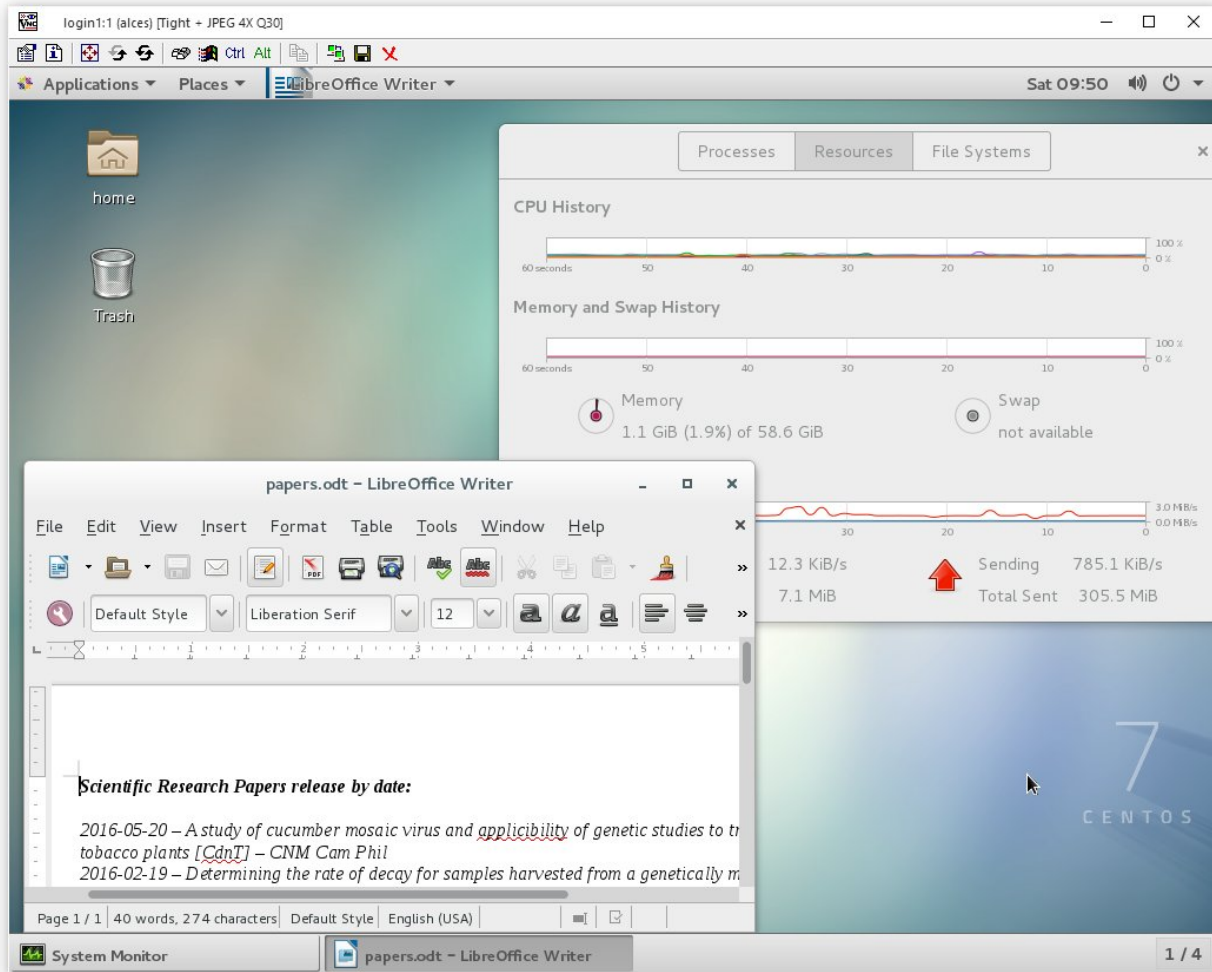 login1:1 (alces) [Tight + JPEG 4X Q30]
Ctrl Alt
Applications Places LibreOffice Writer Sat 09:50
home
Trash
Processes Resources File Systems
CPU History
100 %
0 %
60 seconds 50 40 30 20 10 0
Memory and Swap History
100 %
0 %
60 seconds 50 40 30 20 10 0
Memory
1.1 GiB (1.9%) of 58.6 GiB
Swap
not available
3.0 MiB/s
0.0 MiB/s
30 20 10 0
12.3 KiB/s
7.1 MiB
Sending 785.1 KiB/s
Total Sent 305.5 MiB
papers.odt – LibreOffice Writer
File Edit View Insert Format Table Tools Window Help
PDF Abc Abc
Default Style Liberation Serif 12 a a a
1 2 3 4 5
Scientific Research Papers release by date:
2016-05-20 – A study of cucumber mosaic virus and applicibility of genetic studies to
tobacco plants [CdnT] – CNM Cam Phil
2016-02-19 – Determining the rate of decay for samples harvested from a genetically
Page 1 / 1 40 words, 274 characters Default Style English (USA)
7
CENTOS
System Monitor papers.odt – LibreOffice Writer 1 / 4